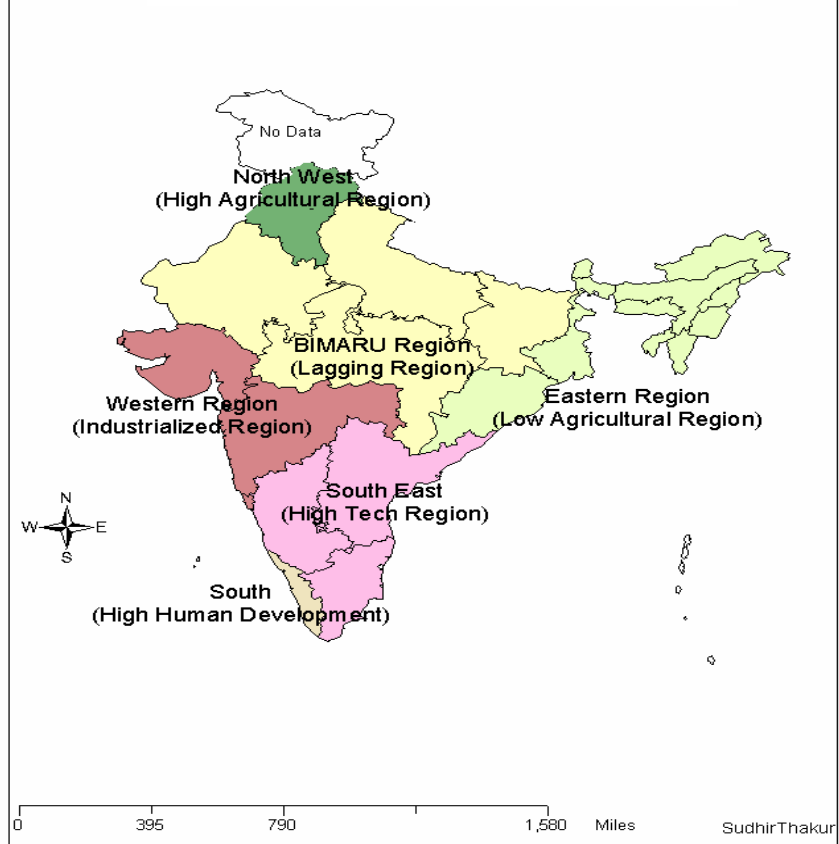 No Data
North West
(High Agricultural Region)
BIMARU Region
(Lagging Region)
Western Region
(Industrialized Region)
Eastern Region
(Low Agricultural Region)
South East
(High Tech Region)
N
W E
S
South
(High Human Development)
0 395 790 1,580 Miles
SudhirThakur